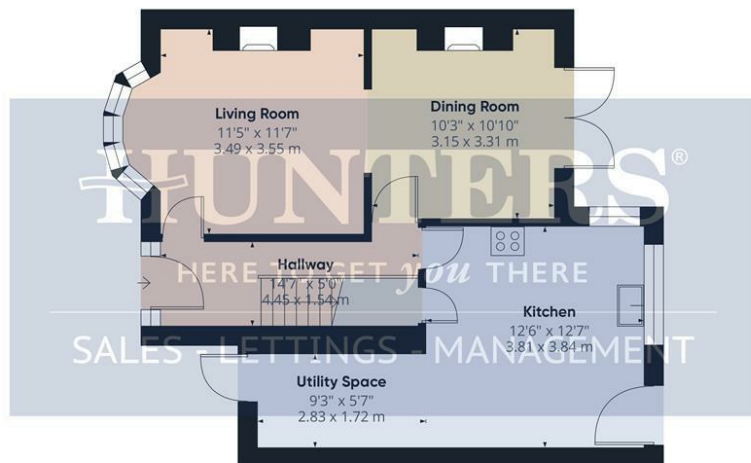 Living Room
11'5" x 11'7"
3.49 x 3.55 m
Dining Room
10'3" x 10'10"
3.15 x 3.31 m
HUNTERS®
Hallway
14'7" x 5'0"
4.45 x 1.54 m
HERE TO GET you THERE
Kitchen
12'6" x 12'7"
3.81 x 3.84 m
SALES - LETTINGS - MANAGEMENT
Utility Space
9'3" x 5'7"
2.83 x 1.72 m